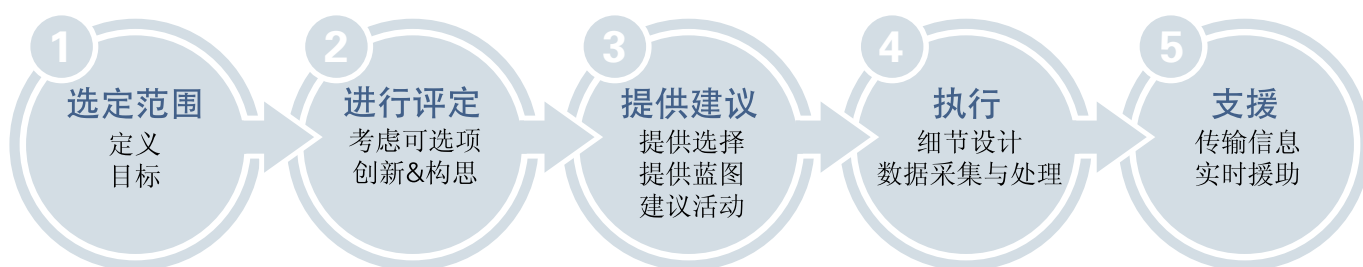 1
选定范围
定义
目标
2
进行评定
考虑可选项
创新&构思
3
提供建议
提供选择
提供蓝图
建议活动
4
执行
细节设计
数据采集与处理
5
支援
传输信息
实时援助